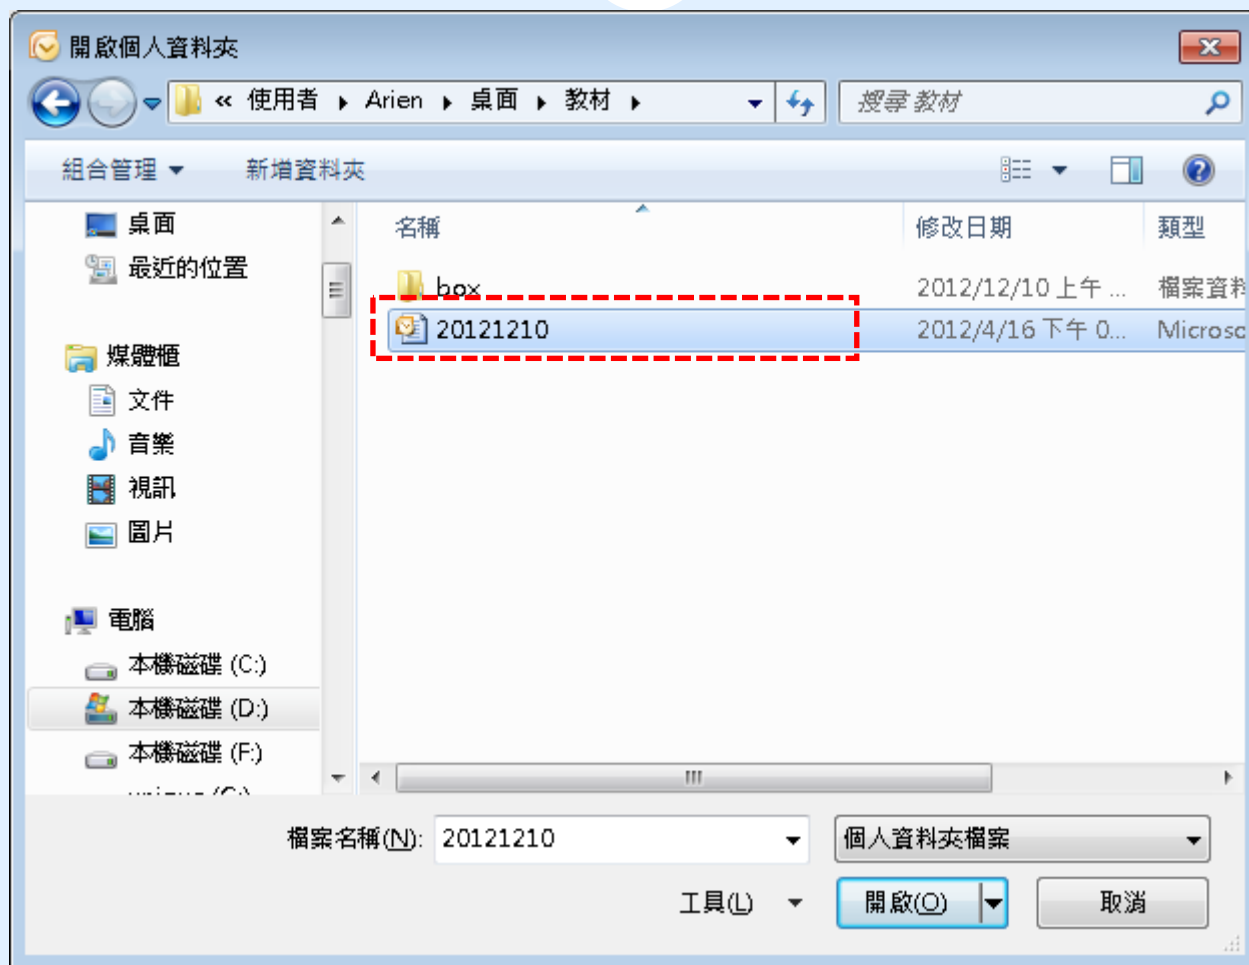 開啟個人資料夾
« 使用者 ▸ Arien ▸ 桌面 ▸ 教材 ▸
搜尋 教材
組合管理 新增資料夾
桌面
最近的位置
媒體櫃
文件
音樂
視訊
圖片
電腦
本機磁碟 (C:)
本機磁碟 (D:)
本機磁碟 (F:)
名稱 修改日期 類型
box 2012/12/10 上午 ... 檔案資料
20121210 2012/4/16 下午 0... Microso
檔案名稱(N): 20121210 個人資料夾檔案
工具(L) 開啟(O) 取消